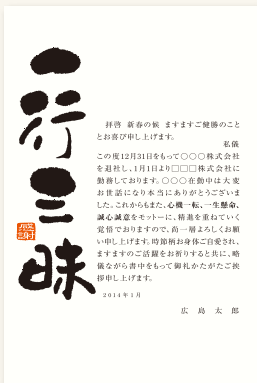 一行三昧
拝啓 新春の候 ますますご健勝のこと
とお喜び申し上げます。
私儀
この度12月31日をもって○○○株式会社
を退社し、1月1日より□□□株式会社に
勤務しております。○○○在勤中は大変
お世話になり本当にありがとうございま
した。これからもまた、心機一転、一生懸命、
誠心誠意をモットーに、精進を重ねていく
覚悟でおりますので、尚一層よろしくお願
い申し上げます。時節柄お身体ご自愛され、
ますますのご活躍をお祈りすると共に、略
儀ながら書中をもって御礼かたがたご挨
拶申し上げます。
2014年1月
広島太郎